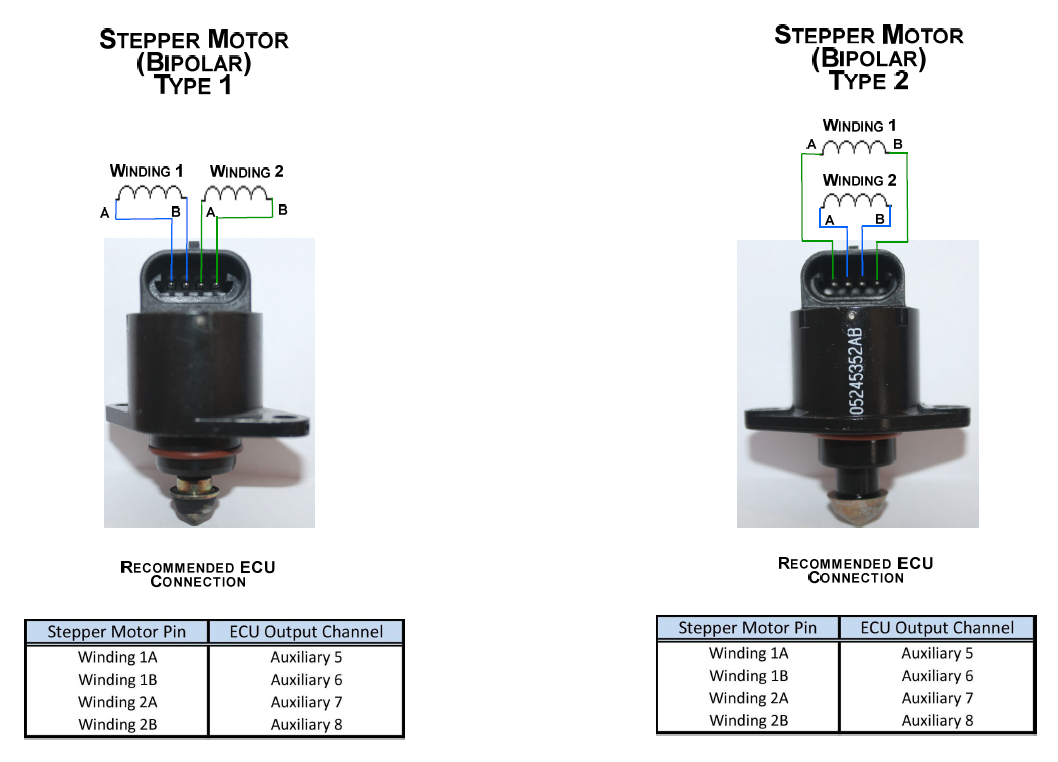 STEPPER MOTOR
(BIPOLAR)
TYPE 1
WINDING 1 WINDING 2
A B A B
RECOMMENDED ECU
CONNECTION
Stepper Motor Pin ECU Output Channel
Winding 1A Auxiliary 5
Winding 1B Auxiliary 6
Winding 2A Auxiliary 7
Winding 2B Auxiliary 8
STEPPER MOTOR
(BIPOLAR)
TYPE 2
WINDING 1
A B
WINDING 2
A B
05245352AB
RECOMMENDED ECU
CONNECTION
Stepper Motor Pin ECU Output Channel
Winding 1A Auxiliary 5
Winding 1B Auxiliary 6
Winding 2A Auxiliary 7
Winding 2B Auxiliary 8